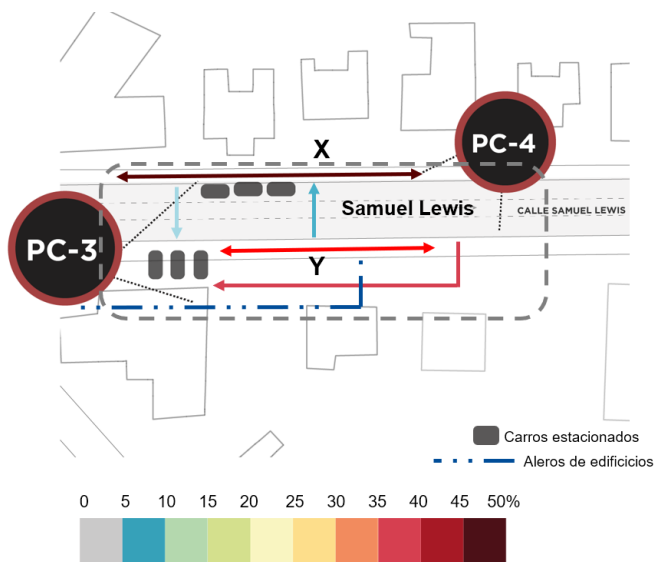 X
PC-4
Samuel Lewis
CALLE SAMUEL LEWIS
PC-3
Y
Carros estacionados
Aleros de edificicios
0 5 10 15 20 25 30 35 40 45 50%